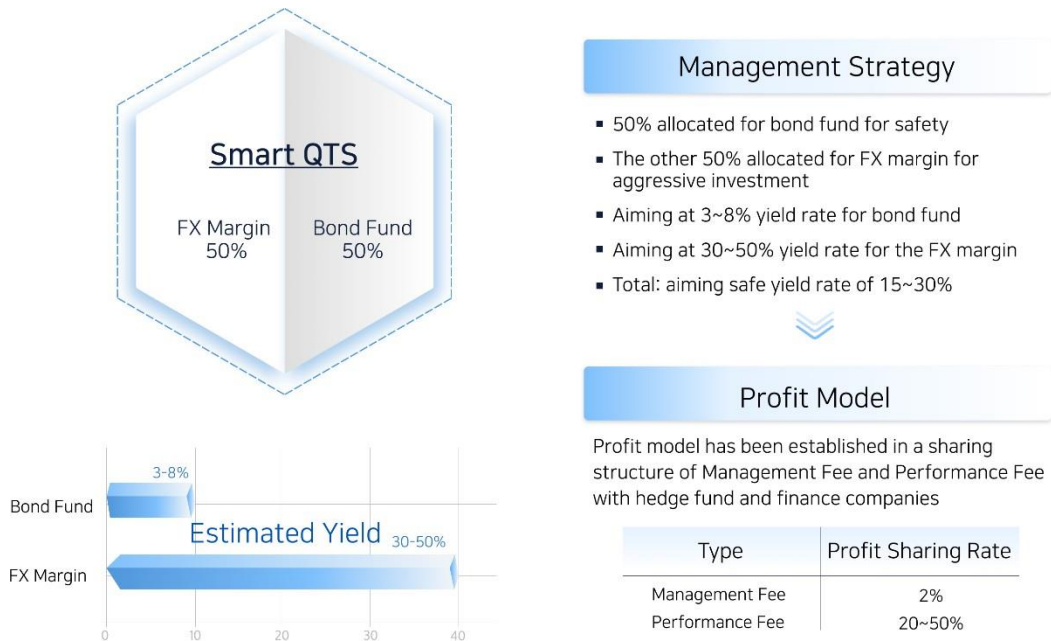 Smart QTS
FX Margin
50%
Bond Fund
50%
3-8%
Bond Fund
Estimated Yield
30-50%
FX Margin
0 10 20 30 40
Management Strategy
▪ 50% allocated for bond fund for safety
▪ The other 50% allocated for FX margin for
aggressive investment
▪ Aiming at 3~8% yield rate for bond fund
▪ Aiming at 30~50% yield rate for the FX margin
▪ Total: aiming safe yield rate of 15~30%
Profit Model
Profit model has been established in a sharing
structure of Management Fee and Performance Fee
with hedge fund and finance companies
Type Profit Sharing Rate
Management Fee 2%
Performance Fee 20~50%